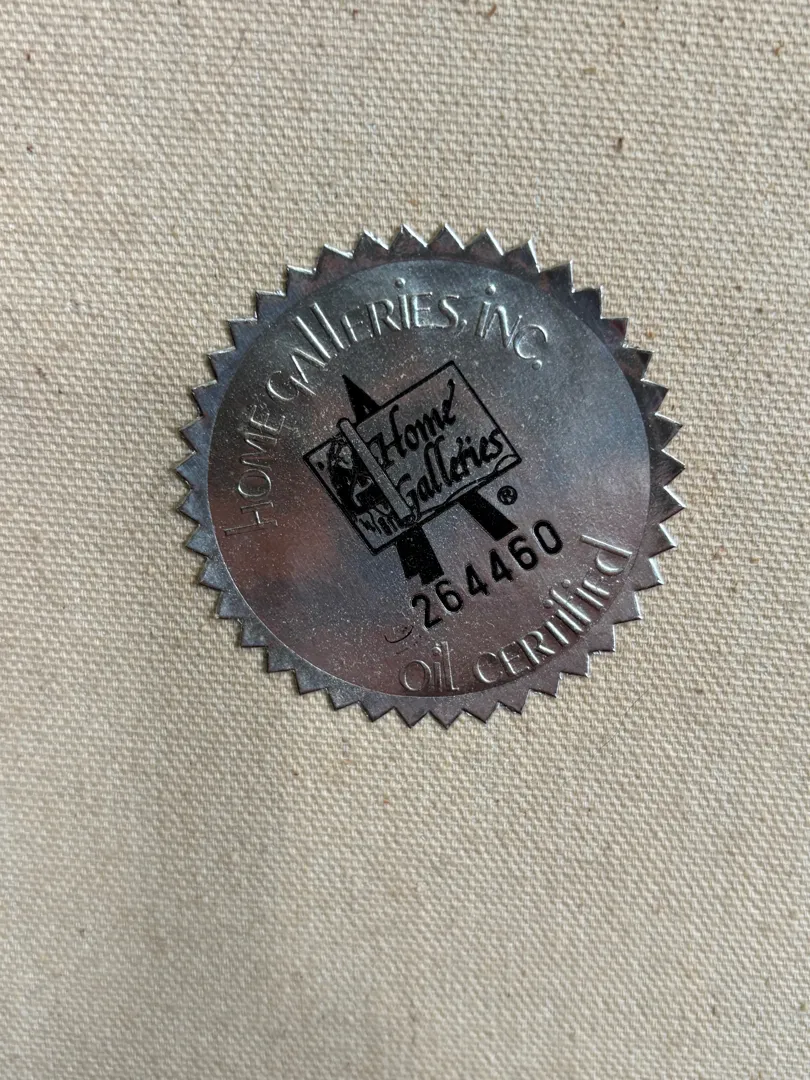 HOME GALLERIES, INC.
Home
Galleries
®
264460
Oil CERTIFIED